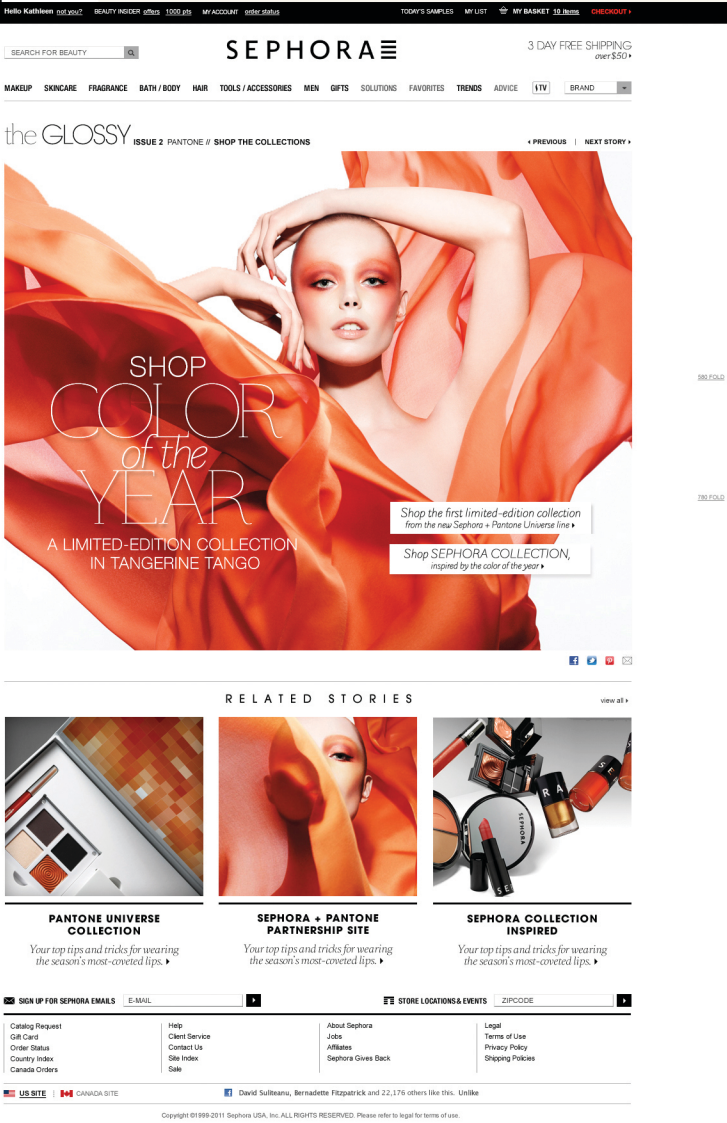 Hello Kathleen not you? BEAUTY INSIDER offers 1000 pts MY ACCOUNT order status TODAY'S SAMPLES MY LIST MY BASKET 10 items CHECKOUT
SEARCH FOR BEAUTY
SEPHORA
3 DAY FREE SHIPPING
over $50
MAKEUP SKINCARE FRAGRANCE BATH / BODY HAIR TOOLS / ACCESSORIES MEN GIFTS SOLUTIONS FAVORITES TRENDS ADVICE TV BRAND
the GLOSSY ISSUE 2 PANTONE // SHOP THE COLLECTIONS
PREVIOUS | NEXT STORY
SHOP
COLOR
of the
YEAR
A LIMITED-EDITION COLLECTION
IN TANGERINE TANGO
580 FOLD
780 FOLD
Shop the first limited-edition collection
from the new Sephora + Pantone Universe line
Shop SEPHORA COLLECTION,
inspired by the color of the year
RELATED STORIES
view all
SEPHORA
R A
SE
PANTONE UNIVERSE
COLLECTION
Your top tips and tricks for wearing
the season's most-coveted lips.
SEPHORA + PANTONE
PARTNERSHIP SITE
Your top tips and tricks for wearing
the season's most-coveted lips.
SEPHORA COLLECTION
INSPIRED
Your top tips and tricks for wearing
the season's most-coveted lips.
SIGN UP FOR SEPHORA EMAILS E-MAIL
STORE LOCATIONS & EVENTS ZIPCODE
Catalog Request
Gift Card
Order Status
Country Index
Canada Orders
Help
Client Service
Contact Us
Site Index
Sale
About Sephora
Jobs
Affiliates
Sephora Gives Back
Legal
Terms of Use
Privacy Policy
Shipping Policies
US SITE | CANADA SITE
David Suliteanu, Bernadette Fitzpatrick and 22,176 others like this. Unlike
Copyright ©1999-2011 Sephora USA, Inc. ALL RIGHTS RESERVED. Please refer to legal for terms of use.